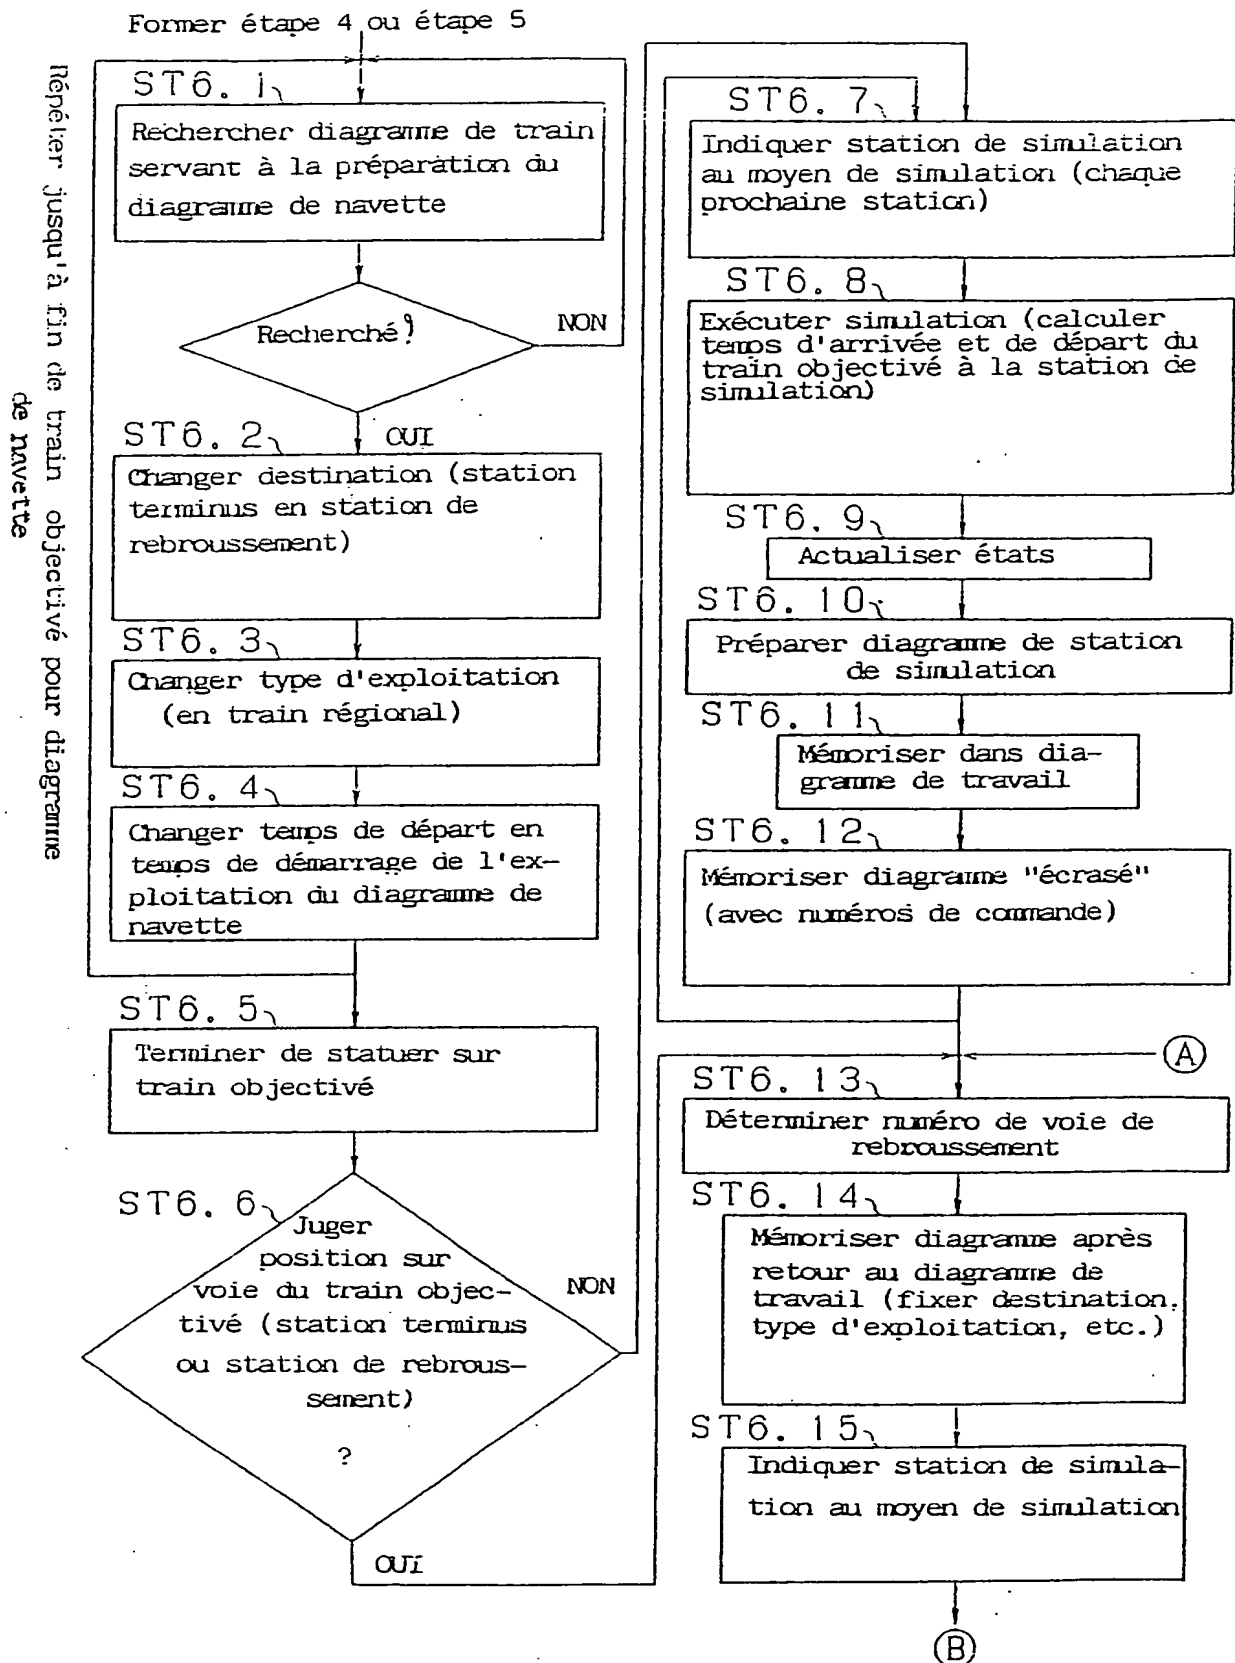 Former étape 4 ou étape 5
Répéter jusqu'à fin de train objectivé pour diagramme
de navette
ST6. 1
Rechercher diagramme de train
servant à la préparation du
diagramme de navette
Recherché?
NON
OUI
ST6. 2
Changer destination (station
terminus en station de
rebroussement)
ST6. 3
Changer type d'exploitation
(en train régional)
ST6. 4
Changer temps de départ en
temps de démarrage de l'ex-
ploitation du diagramme de
navette
ST6. 5
Terminer de statuer sur
train objectivé
ST6. 6
Juger
position sur
voie du train objec-
tivé (station terminus
ou station de rebrous-
sement)
?
NON
OUI
ST6. 7
Indiquer station de simulation
au moyen de simulation (chaque
prochaine station)
ST6. 8
Exécuter simulation (calculer
temps d'arrivée et de départ du
train objectivé à la station de
simulation)
ST6. 9
Actualiser états
ST6. 10
Préparer diagramme de station
de simulation
ST6. 11
Mémoriser dans dia-
gramme de travail
ST6. 12
Mémoriser diagramme "écrasé"
(avec numéros de commande)
A
ST6. 13
Déterminer numéro de voie de
rebroussement
ST6. 14
Mémoriser diagramme après
retour au diagramme de
travail (fixer destination,
type d'exploitation, etc.)
ST6. 15
Indiquer station de simula-
tion au moyen de simulation
B